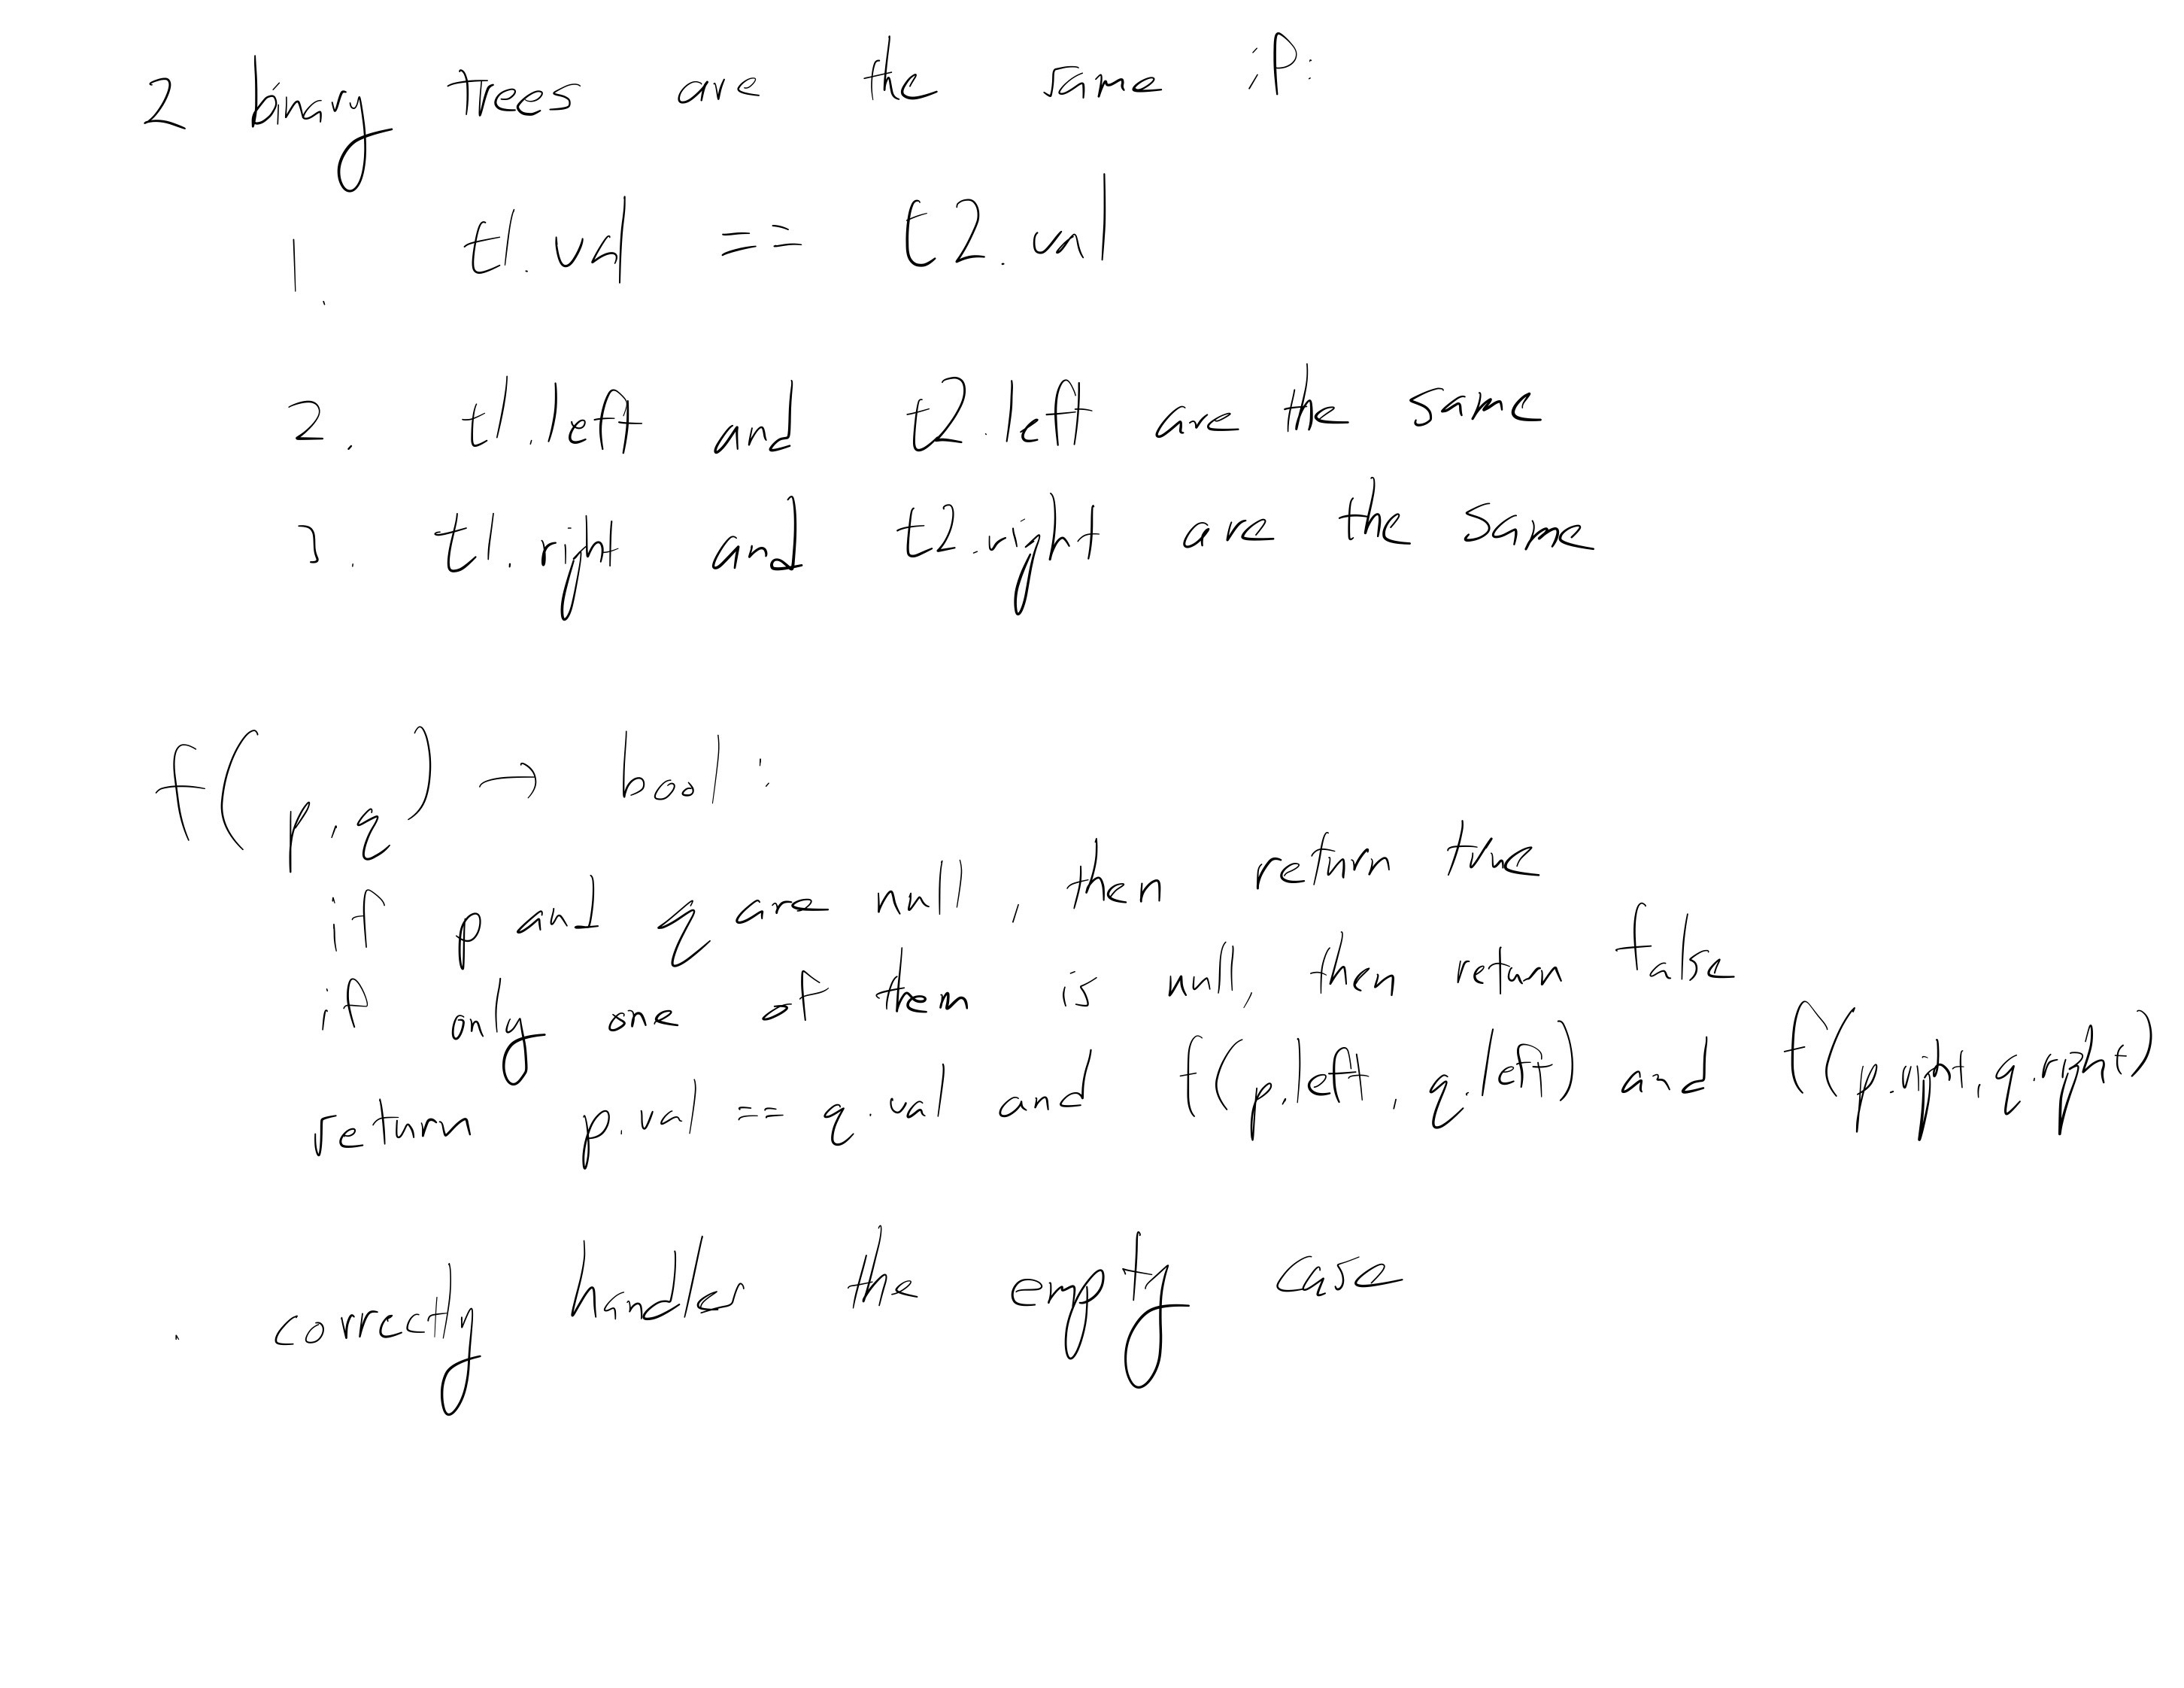 2 binary trees are the same if:
1. t1.val == t2.val
2. t1.left and t2.left are the same
3. t1.right and t2.right are the same
f(p, q) → bool:
if p and q are null, then return true
if only one of them is null, then return false
return p.val == q.val and f(p.left, q.left) and f(p.right, q.right)
. correctly handles the empty case